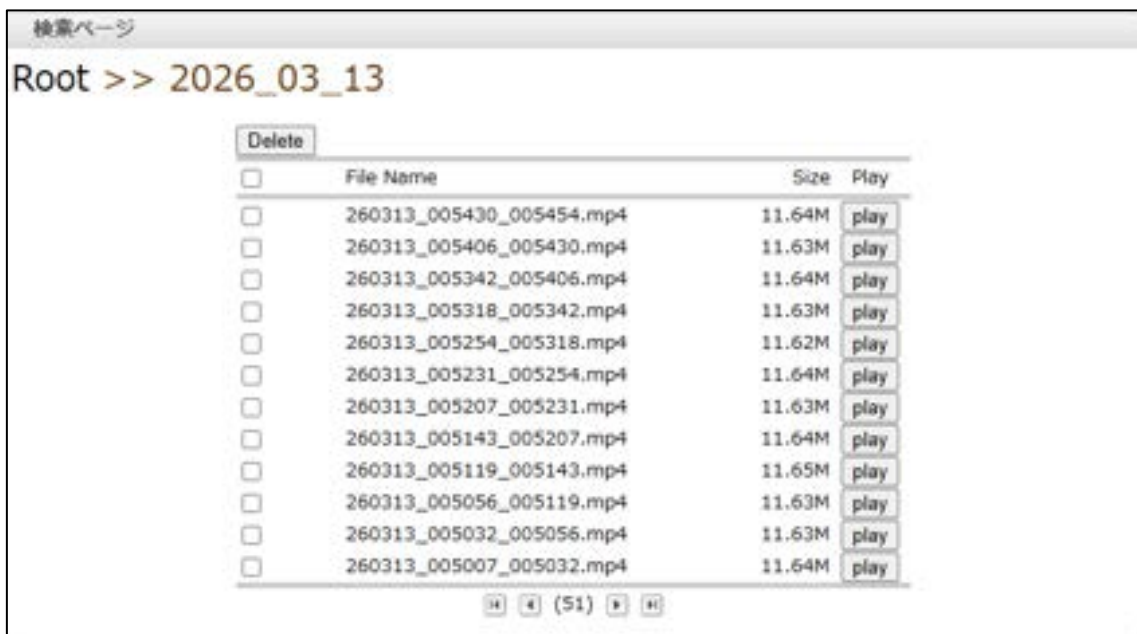 検索ページ
Root >> 2026_03_13
Delete
File Name Size Play
260313_005430_005454.mp4 11.64M play
260313_005406_005430.mp4 11.63M play
260313_005342_005406.mp4 11.64M play
260313_005318_005342.mp4 11.63M play
260313_005254_005318.mp4 11.62M play
260313_005231_005254.mp4 11.64M play
260313_005207_005231.mp4 11.63M play
260313_005143_005207.mp4 11.64M play
260313_005119_005143.mp4 11.65M play
260313_005056_005119.mp4 11.63M play
260313_005032_005056.mp4 11.63M play
260313_005007_005032.mp4 11.64M play
(51)